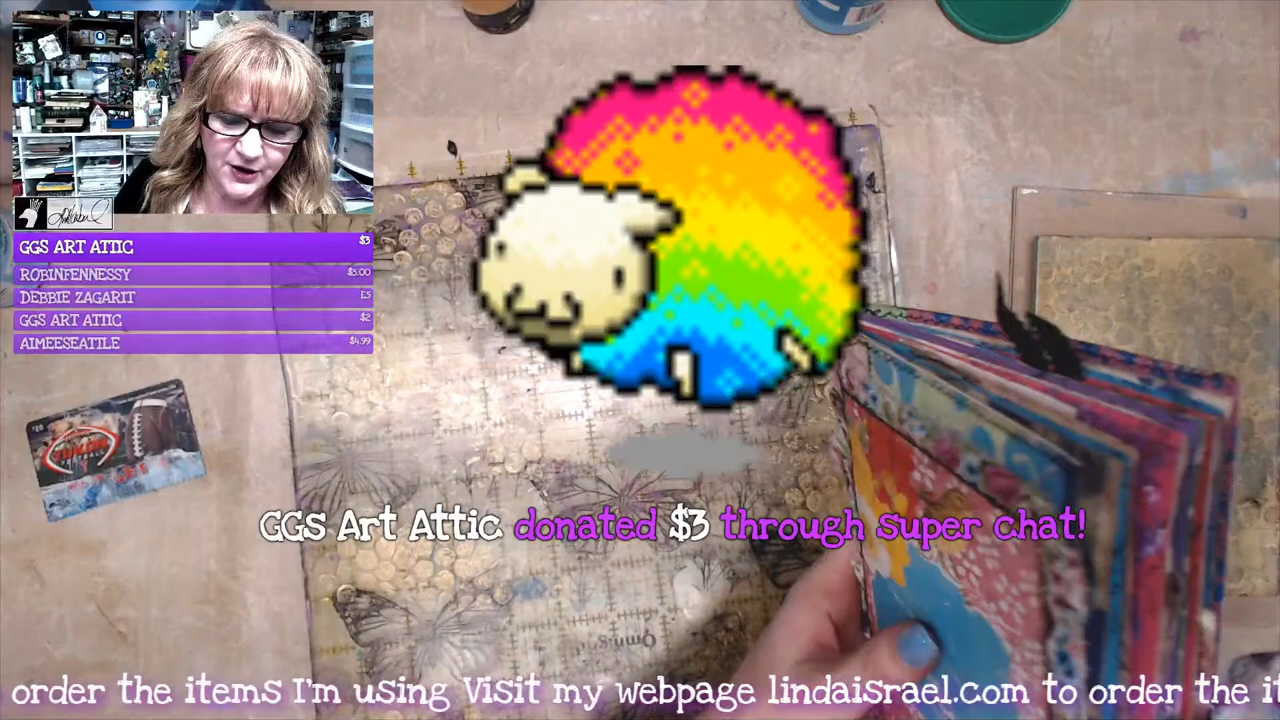 GGS ART ATTIC $3
ROBINFENNESSY $5.00
DEBBIE ZAGARIT £5
GGS ART ATTIC $2
AIMEESEATILE $4.99
GGs Art Attic donated $3 through super chat!
Omnigrid
order the items I'm using Visit my webpage lindaisrael.com to order the it